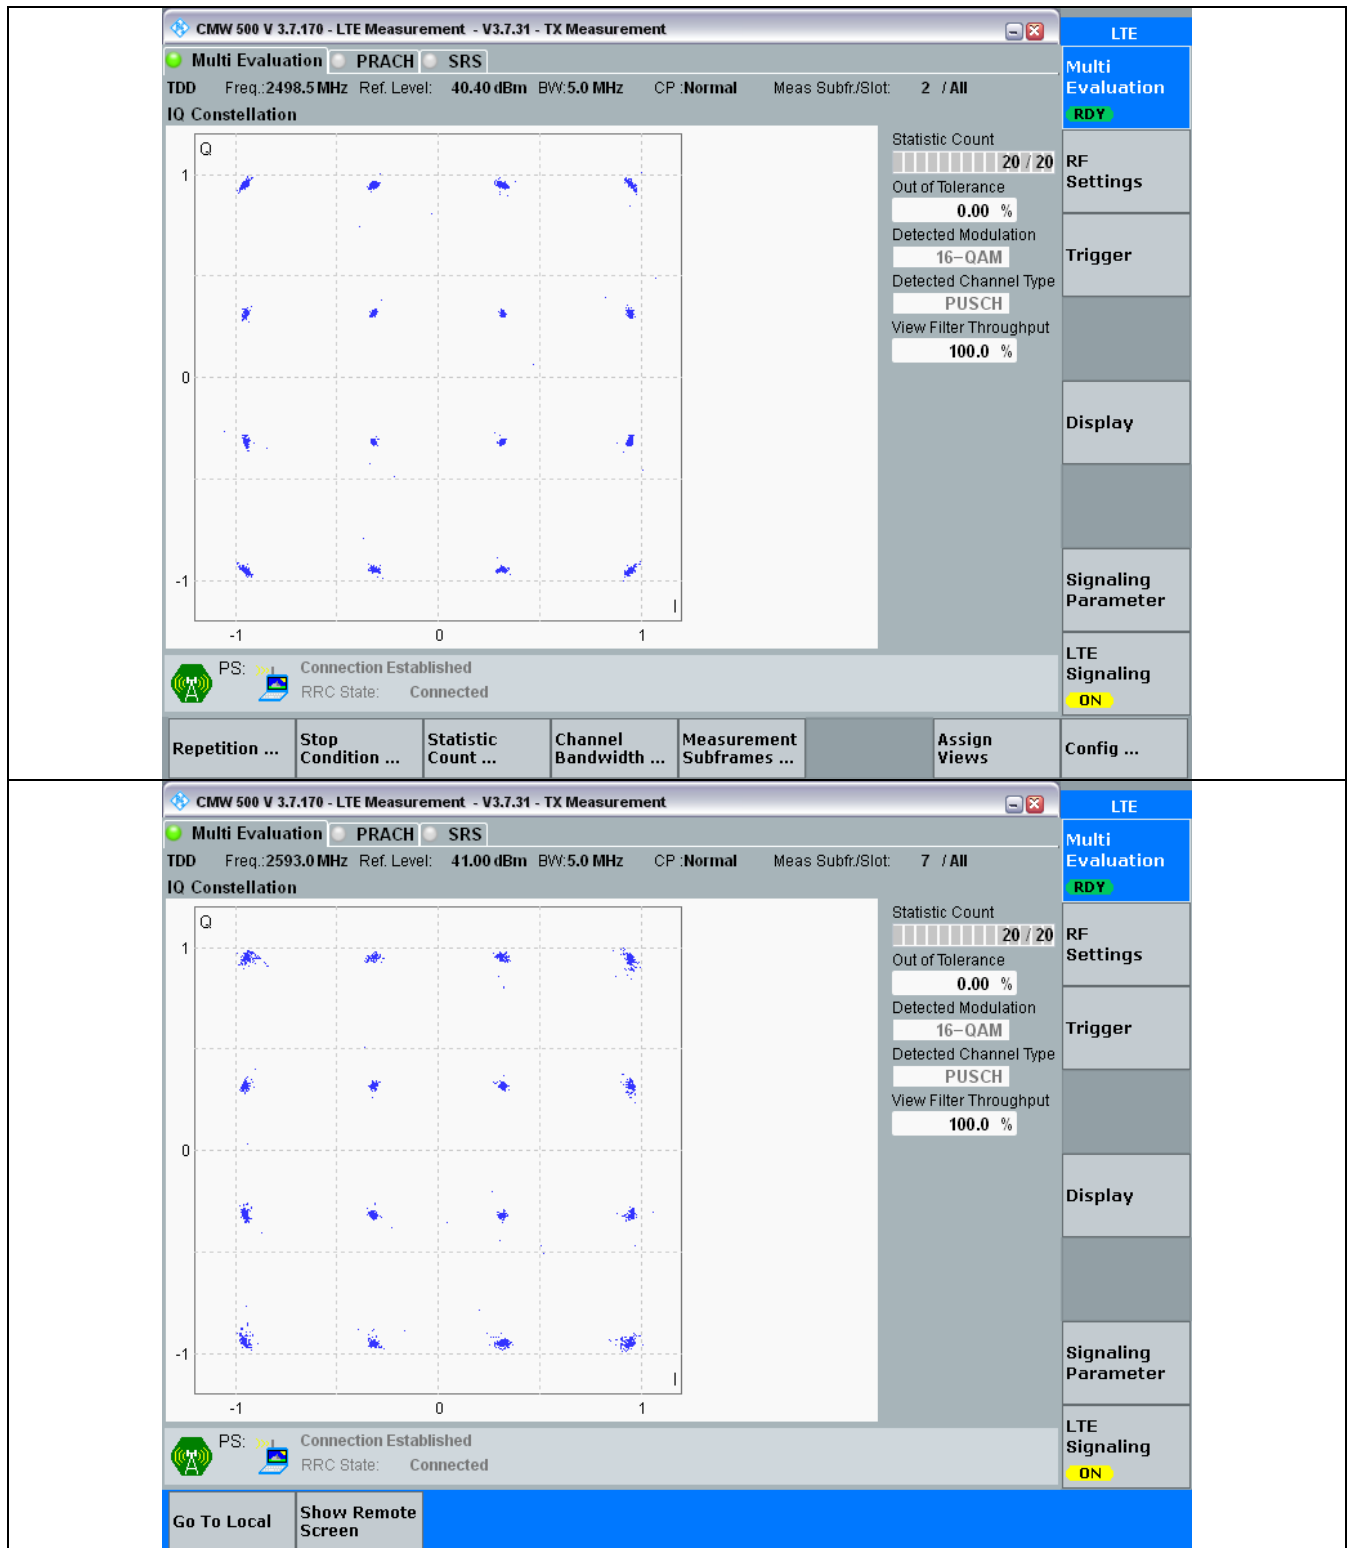 CMW 500 V 3.7.170 - LTE Measurement - V3.7.31 - TX Measurement
LTE
Multi Evaluation PRACH SRS
TDD Freq.:2498.5 MHz Ref. Level: 40.40 dBm BW:5.0 MHz CP :Normal Meas Subfr./Slot: 2 / All
IQ Constellation
Multi
Evaluation
RDY
Q
1
0
-1
-1 0 1
I
Statistic Count
20 / 20
Out of Tolerance
0.00 %
Detected Modulation
16-QAM
Detected Channel Type
PUSCH
View Filter Throughput
100.0 %
RF
Settings
Trigger
Display
Signaling
Parameter
LTE
Signaling
ON
PS: Connection Established
RRC State: Connected
Repetition ...
Stop
Condition ...
Statistic
Count ...
Channel
Bandwidth ...
Measurement
Subframes ...
Assign
Views
Config ...
CMW 500 V 3.7.170 - LTE Measurement - V3.7.31 - TX Measurement
LTE
Multi Evaluation PRACH SRS
TDD Freq.:2593.0 MHz Ref. Level: 41.00 dBm BW:5.0 MHz CP :Normal Meas Subfr./Slot: 7 / All
IQ Constellation
Multi
Evaluation
RDY
Q
1
0
-1
-1 0 1
I
Statistic Count
20 / 20
Out of Tolerance
0.00 %
Detected Modulation
16-QAM
Detected Channel Type
PUSCH
View Filter Throughput
100.0 %
RF
Settings
Trigger
Display
Signaling
Parameter
LTE
Signaling
ON
PS: Connection Established
RRC State: Connected
Go To Local
Show Remote
Screen